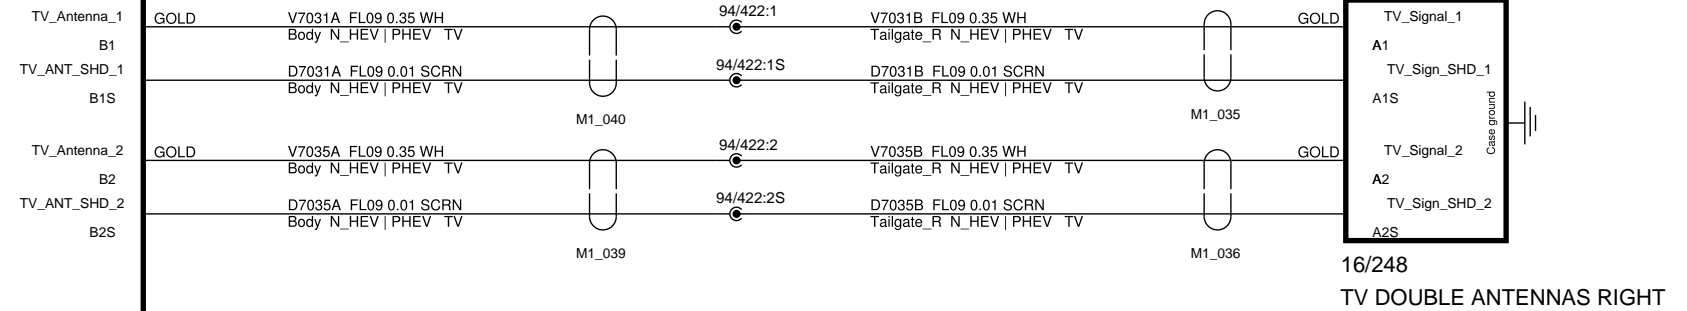 TV_Antenna_1 GOLD V7031A FL09 0.35 WH 94/422:1 V7031B FL09 0.35 WH GOLD TV_Signal_1
Body N_HEV | PHEV TV Tailgate_R N_HEV | PHEV TV
B1 A1
TV_ANT_SHD_1 D7031A FL09 0.01 SCRN 94/422:1S D7031B FL09 0.01 SCRN TV_Sign_SHD_1
Body N_HEV | PHEV TV Tailgate_R N_HEV | PHEV TV
B1S A1S
M1_040 M1_035
Case ground
TV_Antenna_2 GOLD V7035A FL09 0.35 WH 94/422:2 V7035B FL09 0.35 WH GOLD TV_Signal_2
Body N_HEV | PHEV TV Tailgate_R N_HEV | PHEV TV
B2 A2
TV_ANT_SHD_2 D7035A FL09 0.01 SCRN 94/422:2S D7035B FL09 0.01 SCRN TV_Sign_SHD_2
Body N_HEV | PHEV TV Tailgate_R N_HEV | PHEV TV
B2S A2S
M1_039 M1_036
16/248
TV DOUBLE ANTENNAS RIGHT